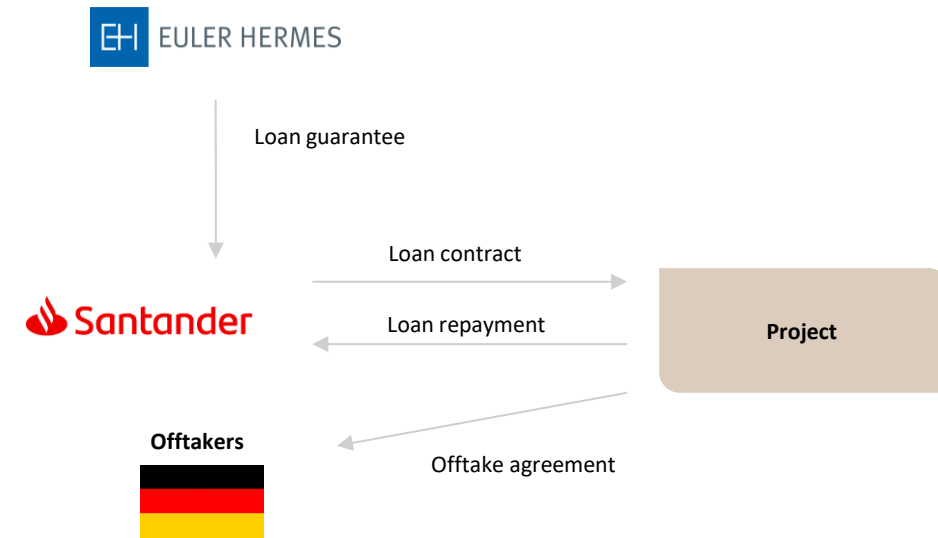 EH EULER HERMES
Loan guarantee
Loan contract
Santander
Loan repayment
Project
Offtakers
Offtake agreement